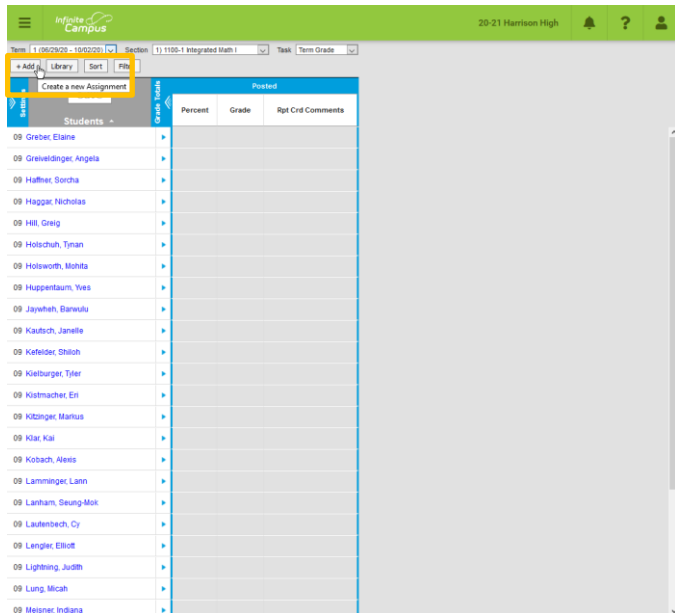 Infinite Campus
20-21 Harrison High
?
Term 1 (06/29/20 - 10/02/20) Section 1) 1100-1 Integrated Math I Task Term Grade
+ Add Library Sort
Create a new Assignment
Grade Totals
Posted
Students
Percent Grade Rpt Crd Comments
09 Greber, Elaine
09 Greiveldinger, Angela
09 Haffner, Sorcha
09 Haggar, Nicholas
09 Hill, Greig
09 Holschuh, Tynan
09 Holsworth, Mohita
09 Huppentaum, Yves
09 Jaywheh, Barwulu
09 Kautsch, Janelle
09 Kefelder, Shiloh
09 Kielburger, Tyler
09 Kistmacher, Eri
09 Kitzinger, Markus
09 Klar, Kai
09 Kobach, Alexis
09 Lamminger, Lann
09 Lanham, Seung-Mok
09 Lautenbech, Cy
09 Lengler, Elliott
09 Lightning, Judith
09 Lung, Micah
09 Meisner, Indiana